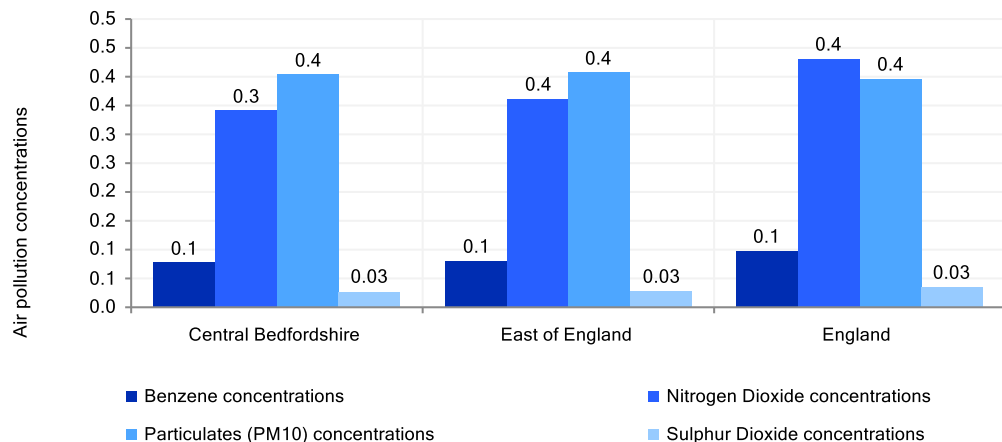 0.5
0.5
0.4
0.4
0.3
0.3
0.2
0.2
0.1
0.1
0.0
Air pollution concentrations
0.1 0.3 0.4 0.03
0.1 0.4 0.4 0.03
0.1 0.4 0.4 0.03
Central Bedfordshire East of England England
Benzene concentrations Nitrogen Dioxide concentrations
Particulates (PM10) concentrations Sulphur Dioxide concentrations